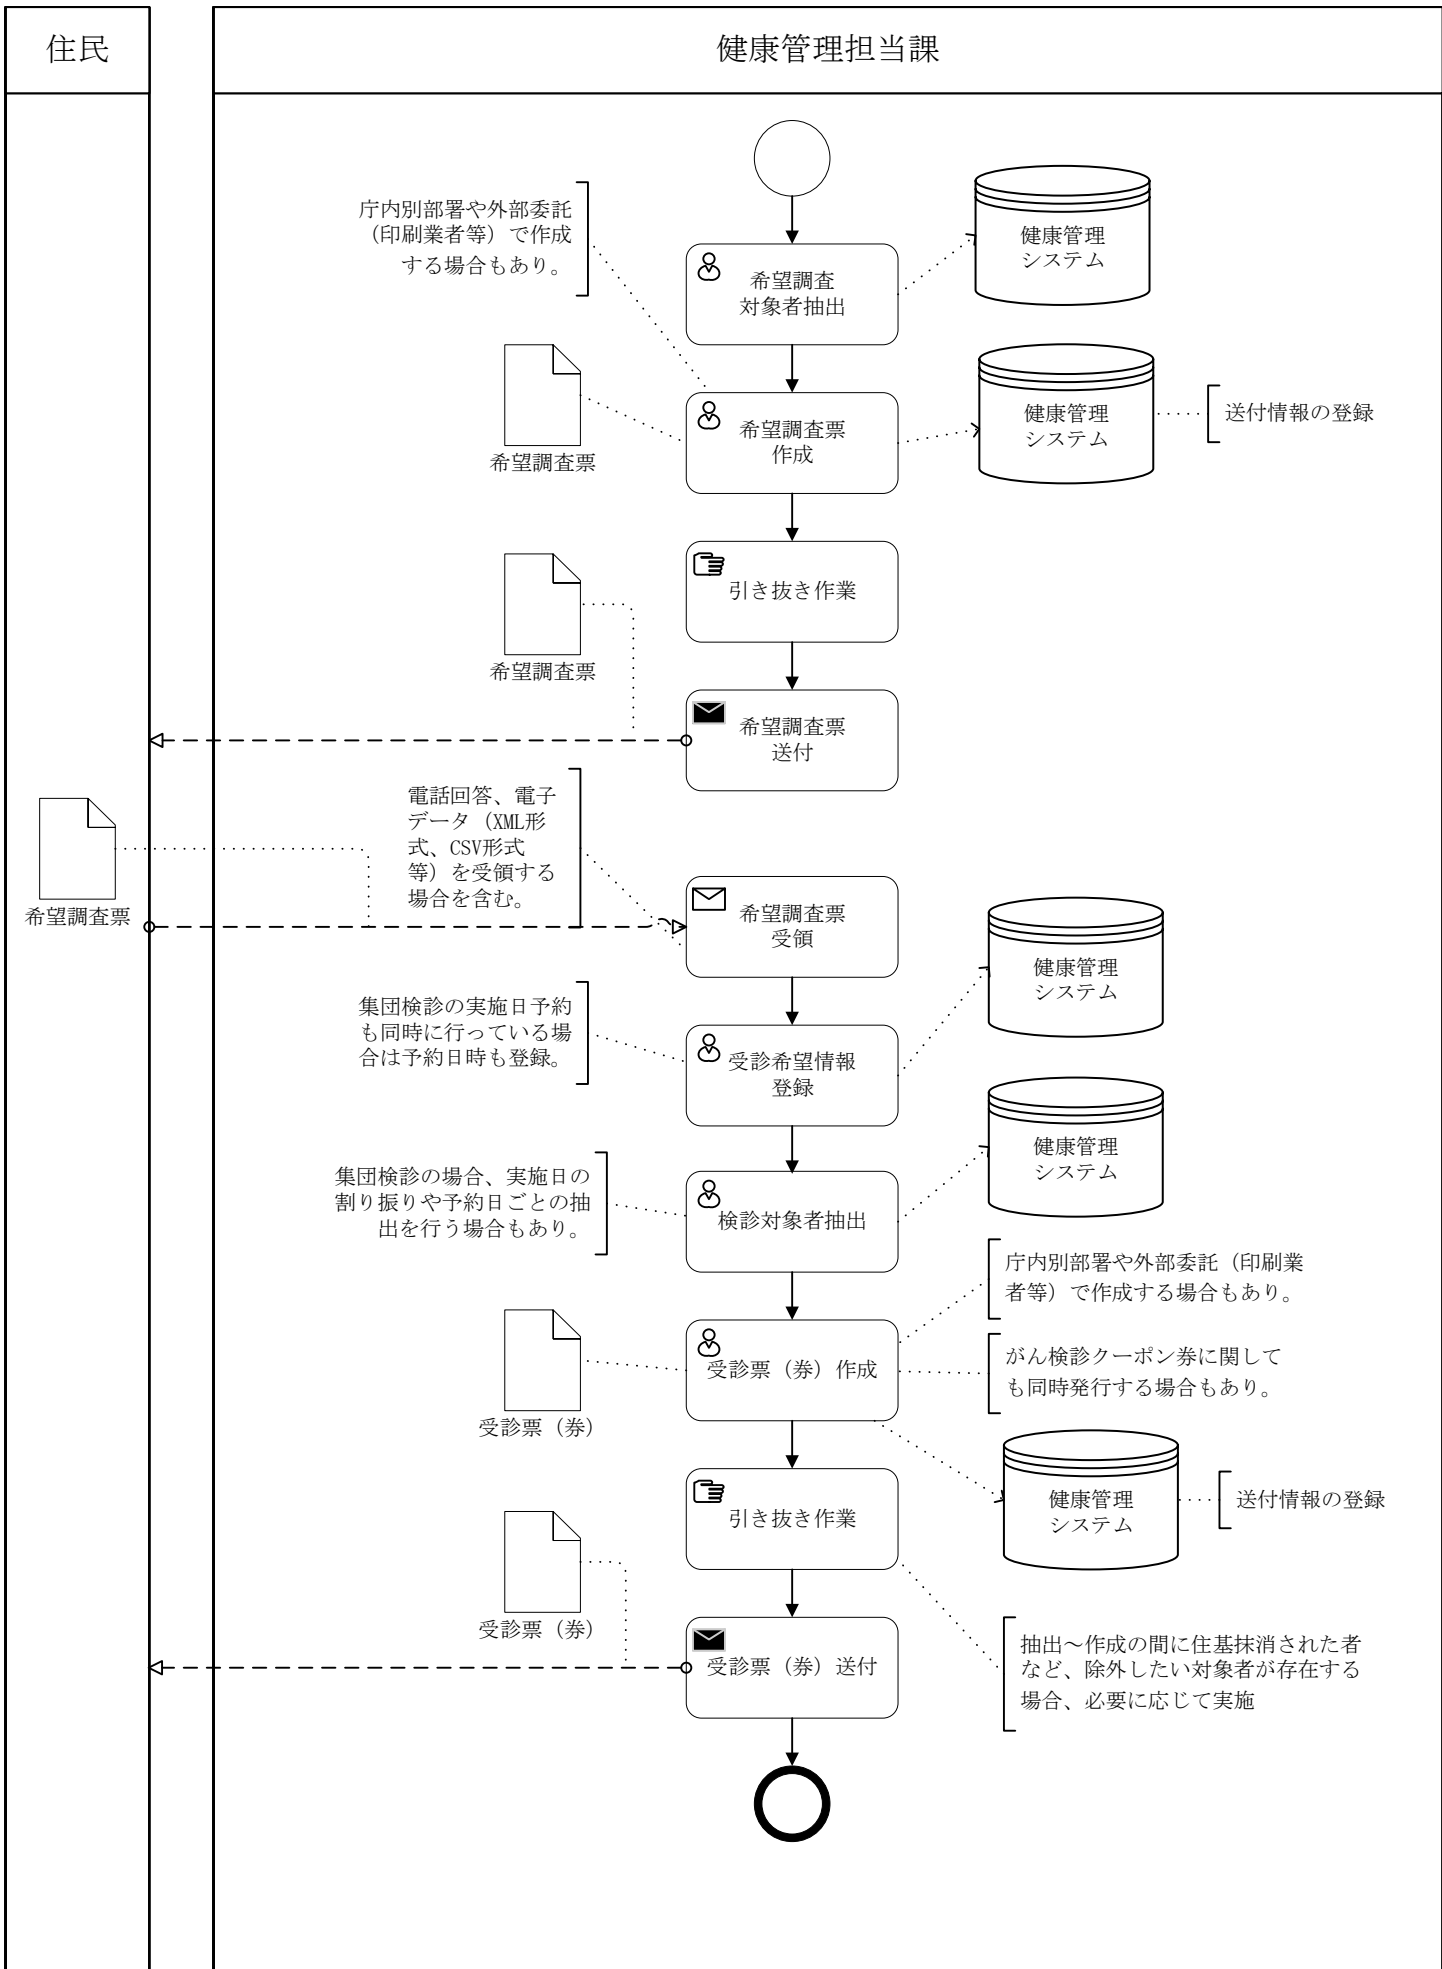 住民
健康管理担当課
庁内別部署や外部委託
（印刷業者等）で作成
する場合もあり。
希望調査
対象者抽出
健康管理
システム
希望調査票
希望調査票
作成
健康管理
システム
送付情報の登録
引き抜き作業
希望調査票
希望調査票
送付
電話回答、電子
データ（XML形
式、CSV形式
等）を受領する
場合を含む。
希望調査票
希望調査票
受領
健康管理
システム
集団検診の実施日予約
も同時に行っている場
合は予約日時も登録。
受診希望情報
登録
健康管理
システム
集団検診の場合、実施日の
割り振りや予約日ごとの抽
出を行う場合もあり。
検診対象者抽出
庁内別部署や外部委託（印刷業
者等）で作成する場合もあり。
がん検診クーポン券に関して
も同時発行する場合もあり。
受診票（券）作成
受診票（券）
健康管理
システム
送付情報の登録
引き抜き作業
受診票（券）
受診票（券）送付
抽出～作成の間に住基抹消された者
など、除外したい対象者が存在する
場合、必要に応じて実施